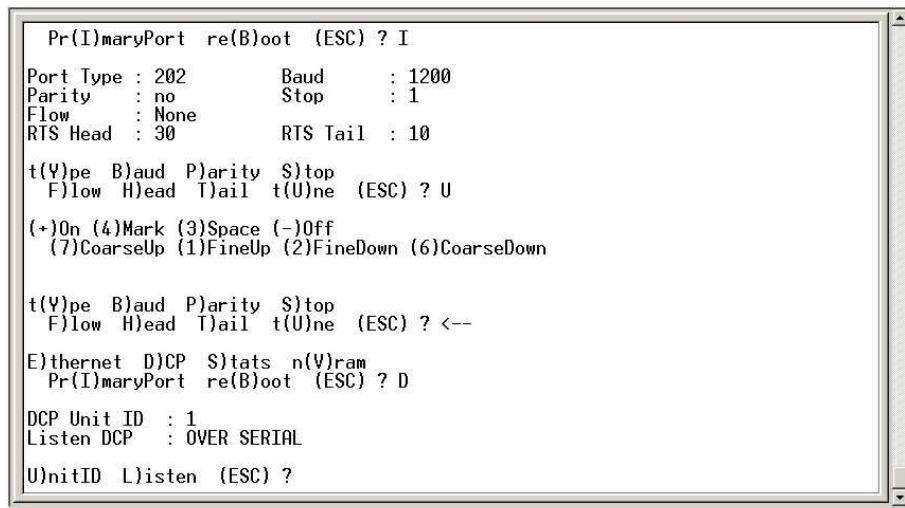 Pr(I)maryPort re(B)oot (ESC) ? I
Port Type : 202 Baud : 1200
Parity : no Stop : 1
Flow : None
RTS Head : 30 RTS Tail : 10
t(Y)pe B)aud P)arity S)top
F)low H)ead T)ail t(U)ne (ESC) ? U
(+)On (4)Mark (3)Space (-)Off
(7)CoarseUp (1)FineUp (2)FineDown (6)CoarseDown
t(Y)pe B)aud P)arity S)top
F)low H)ead T)ail t(U)ne (ESC) ? <--
E)thernet D)CP S)tats n(V)ram
Pr(I)maryPort re(B)oot (ESC) ? D
DCP Unit ID : 1
Listen DCP : OVER SERIAL
U)nitID L)isten (ESC) ?